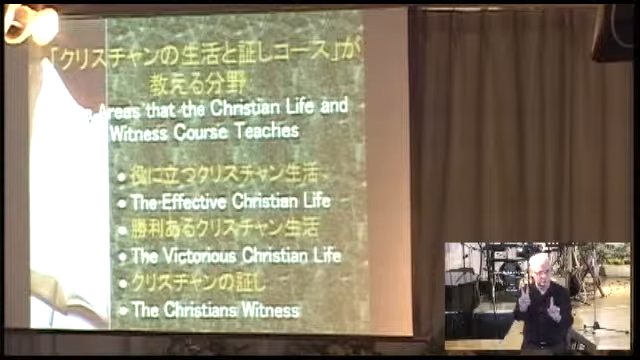 「クリスチャンの生活と証しコース」が
教える分野
Areas that the Christian Life and
Witness Course Teaches
•役に立つクリスチャン生活
•The Effective Christian Life
•勝利あるクリスチャン生活
•The Victorious Christian Life
•クリスチャンの証し
•The Christians Witness